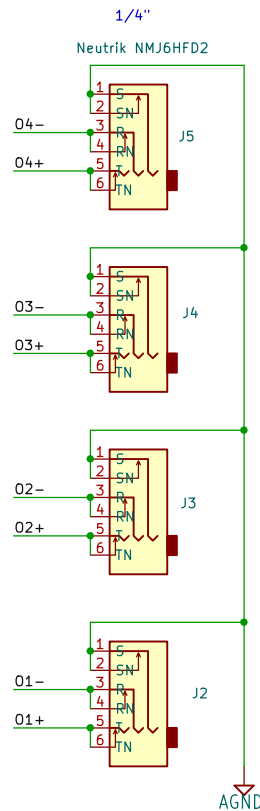 1/4"
Neutrik NMJ6HFD2
1 S
2 SN
O4- 3 R J5
4 RN
O4+ 5 T
6 TN
1 S
2 SN
O3- 3 R J4
4 RN
O3+ 5 T
6 TN
1 S
2 SN
O2- 3 R J3
4 RN
O2+ 5 T
6 TN
1 S
2 SN
O1- 3 R J2
4 RN
O1+ 5 T
6 TN
AGND